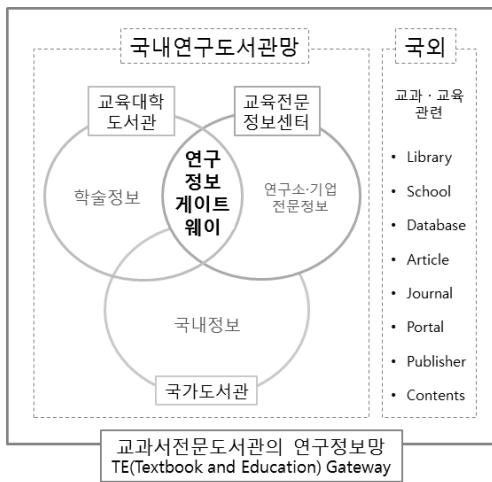 국내연구도서관망
교육대학
도서관
교육전문
정보센터
연구
정보
게이트
웨이
학술정보
연구소·기업
전문정보
국내정보
국가도서관
국외
교과 · 교육
관련
• Library
• School
• Database
• Article
• Journal
• Portal
• Publisher
• Contents
교과서전문도서관의 연구정보망
TE(Textbook and Education) Gateway